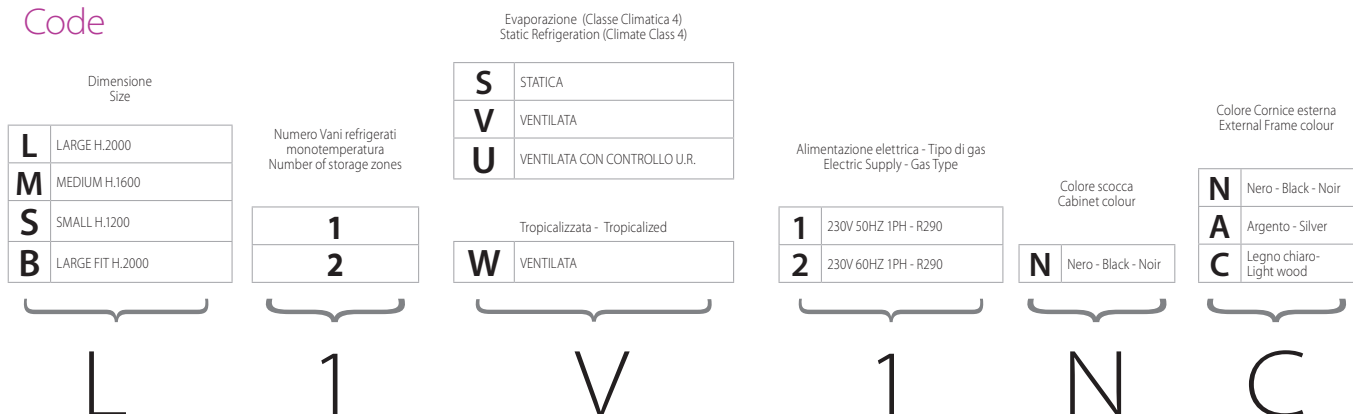 Code
Dimensione
Size
L LARGE H.2000
M MEDIUM H.1600
S SMALL H.1200
B LARGE FIT H.2000
Numero Vani refrigerati
monotemperatura
Number of storage zones
1
2
Evaporazione (Classe Climatica 4)
Static Refrigeration (Climate Class 4)
S STATICA
V VENTILATA
U VENTILATA CON CONTROLLO U.R.
Tropicalizzata - Tropicalized
W VENTILATA
Alimentazione elettrica - Tipo di gas
Electric Supply - Gas Type
1 230V 50HZ 1PH - R290
2 230V 60HZ 1PH - R290
Colore scocca
Cabinet colour
N Nero - Black - Noir
Colore Cornice esterna
External Frame colour
N Nero - Black - Noir
A Argento - Silver
C Legno chiaro-
Light wood
L 1 V 1 N C